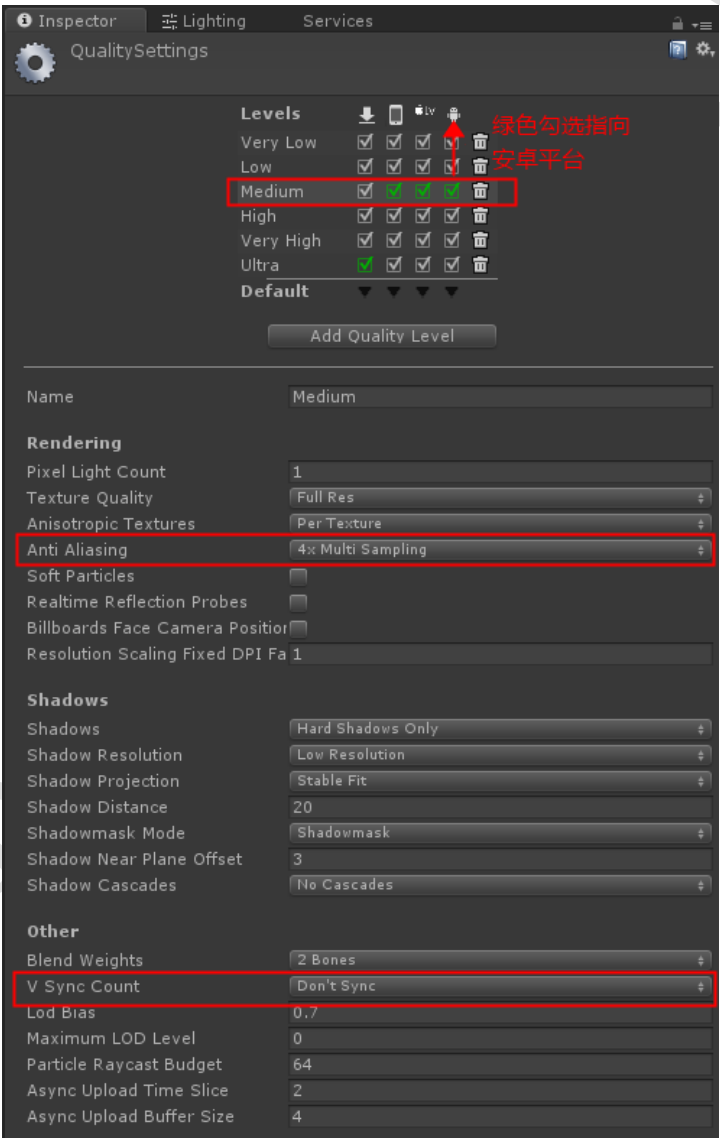 Inspector Lighting Services
QualitySettings
Levels tv
绿色勾选指向
安卓平台
Very Low
Low
Medium
High
Very High
Ultra
Default
Add Quality Level
Name Medium
Rendering
Pixel Light Count 1
Texture Quality Full Res
Anisotropic Textures Per Texture
Anti Aliasing 4x Multi Sampling
Soft Particles
Realtime Reflection Probes
Billboards Face Camera Position
Resolution Scaling Fixed DPI Fa 1
Shadows
Shadows Hard Shadows Only
Shadow Resolution Low Resolution
Shadow Projection Stable Fit
Shadow Distance 20
Shadowmask Mode Shadowmask
Shadow Near Plane Offset 3
Shadow Cascades No Cascades
Other
Blend Weights 2 Bones
V Sync Count Don't Sync
Lod Bias 0.7
Maximum LOD Level 0
Particle Raycast Budget 64
Async Upload Time Slice 2
Async Upload Buffer Size 4